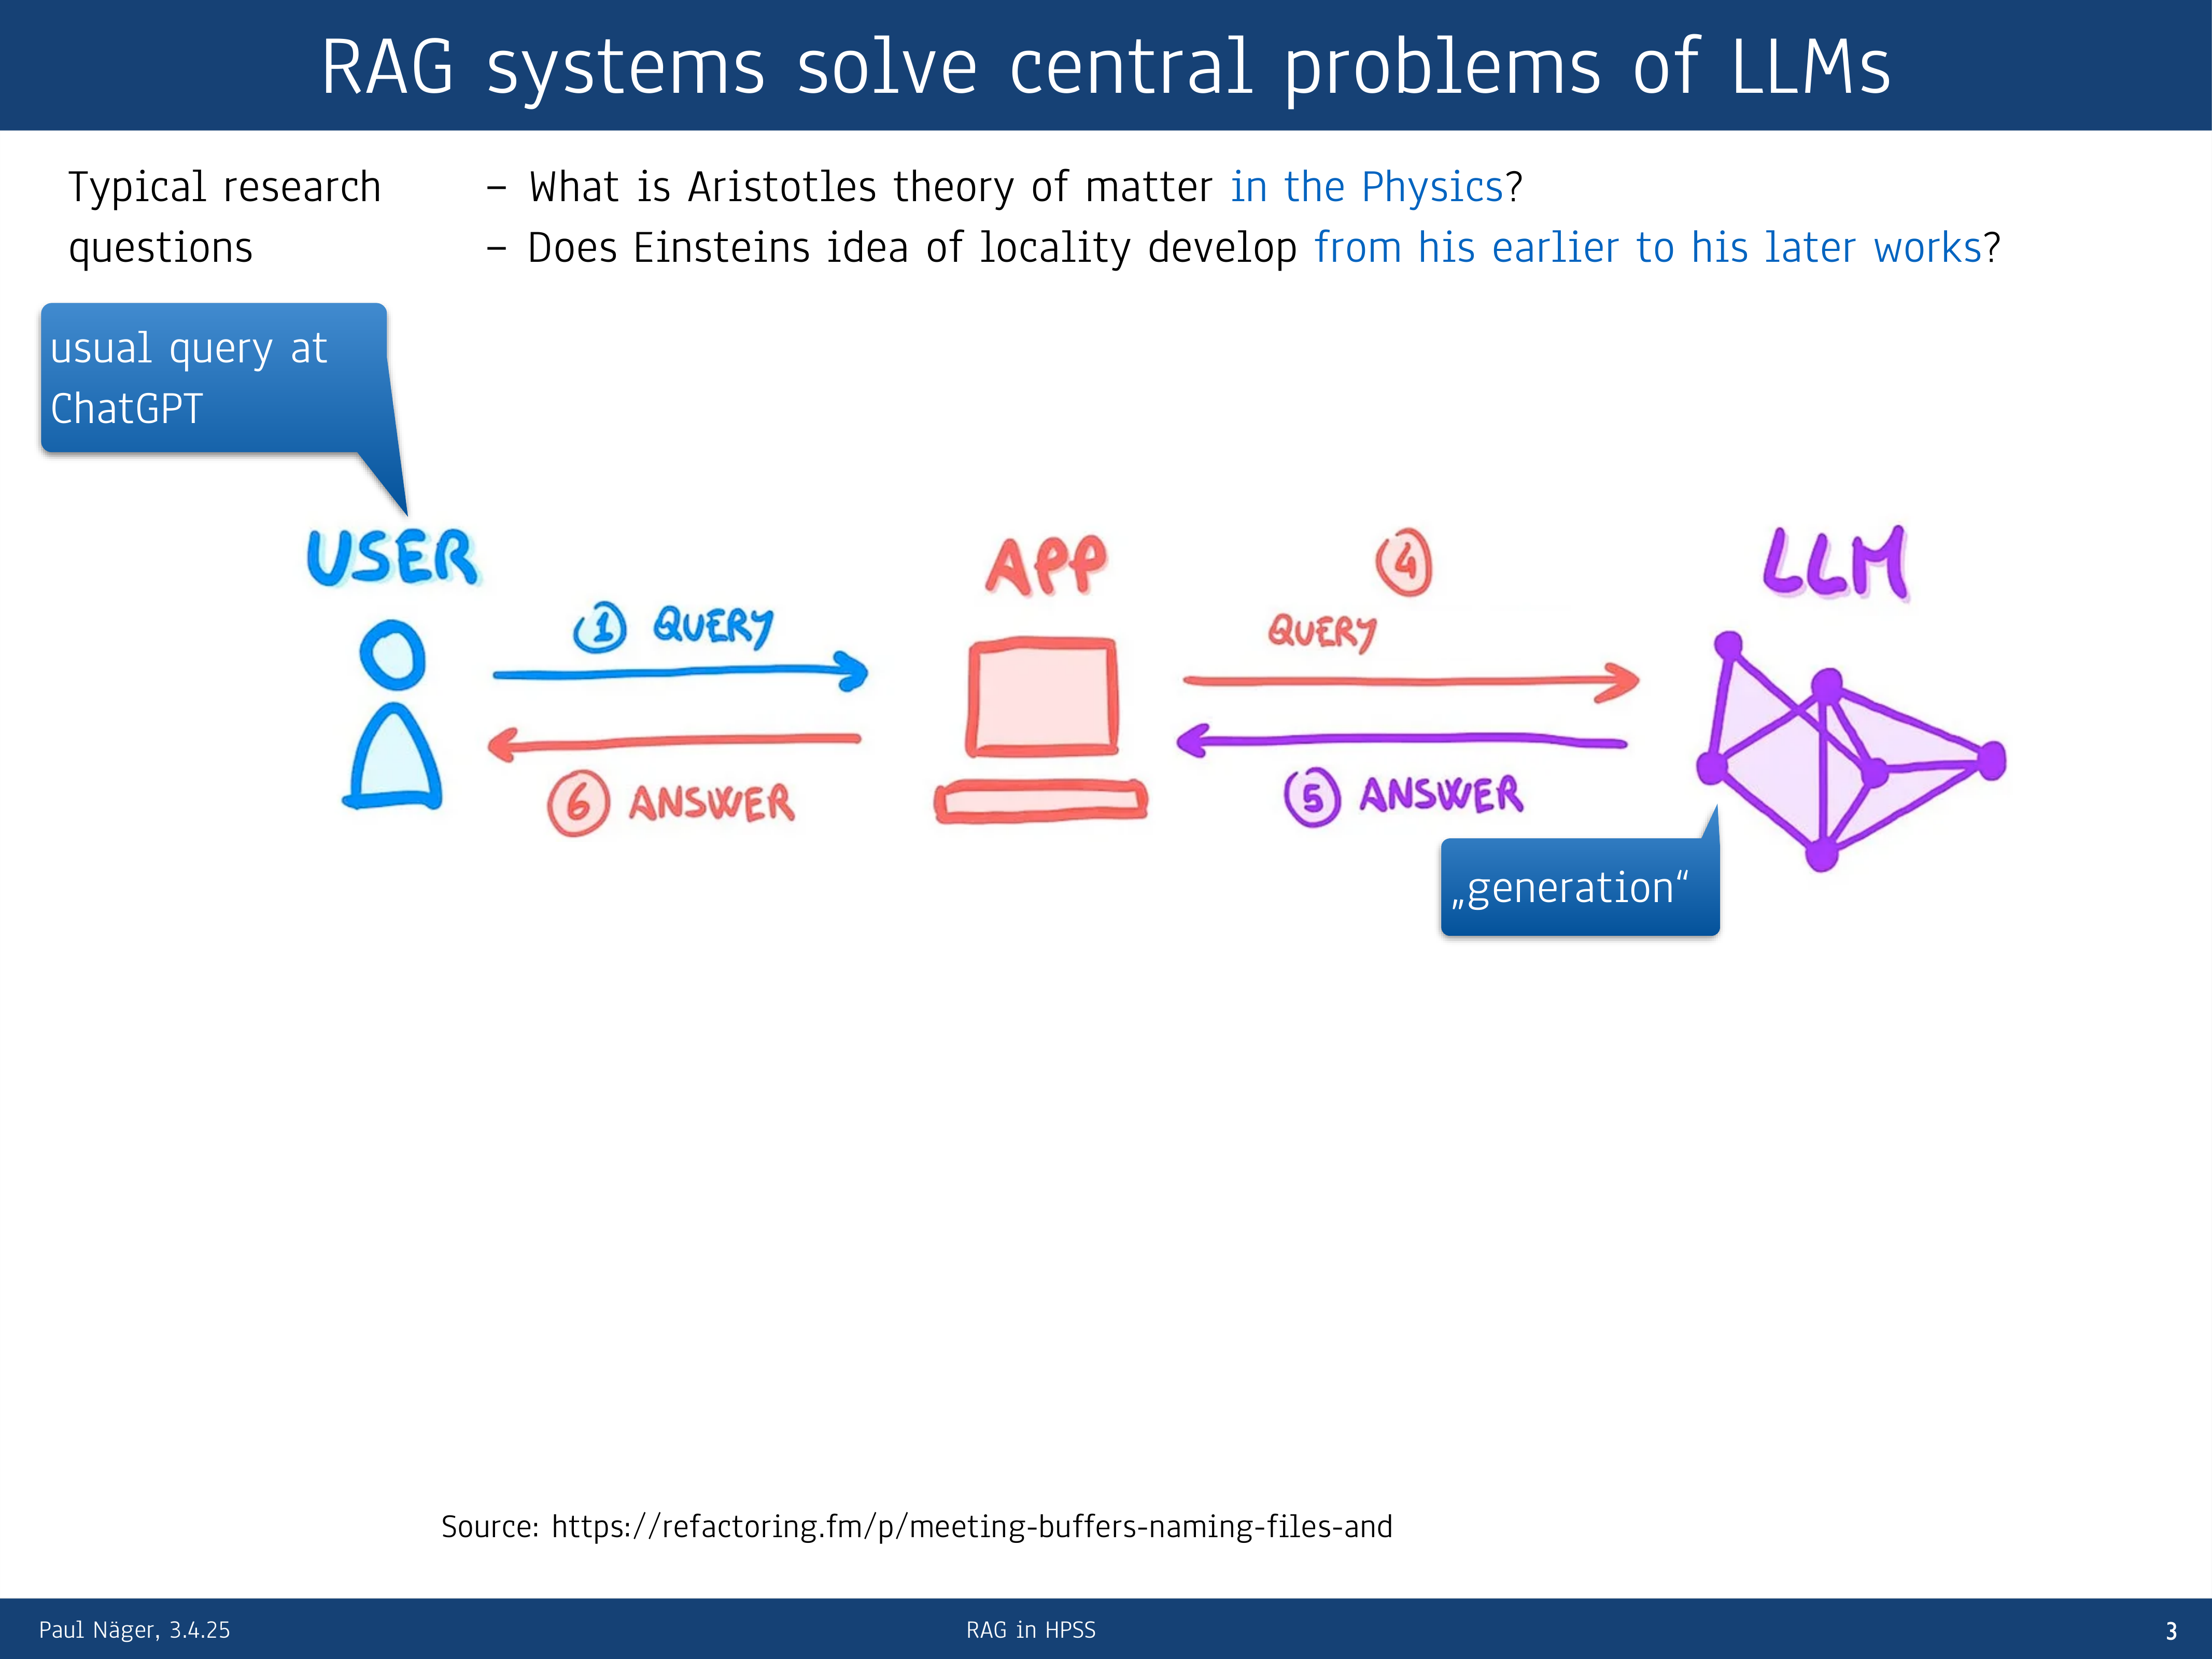 RAG systems solve central problems of LLMs
Typical research
questions
– What is Aristotles theory of matter in the Physics?
– Does Einsteins idea of locality develop from his earlier to his later works?
usual query at
ChatGPT
USER
APP
4
LLM
1 QUERY
QUERY
6 ANSWER
5 ANSWER
„generation“
Source: https://refactoring.fm/p/meeting-buffers-naming-files-and
Paul Näger, 3.4.25
RAG in HPSS
3